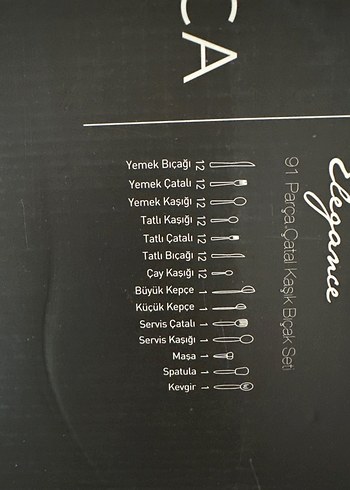 CA
Elegance
91 Parça Çatal Kaşık Bıçak Seti
Yemek Bıçağı 12
Yemek Çatalı 12
Yemek Kaşığı 12
Tatlı Kaşığı 12
Tatlı Çatalı 12
Tatlı Bıçağı 12
Çay Kaşığı 12
Büyük Kepçe 1
Küçük Kepçe 1
Servis Çatalı 1
Servis Kaşığı 1
Maşa 1
Spatula 1
Kevgir 1